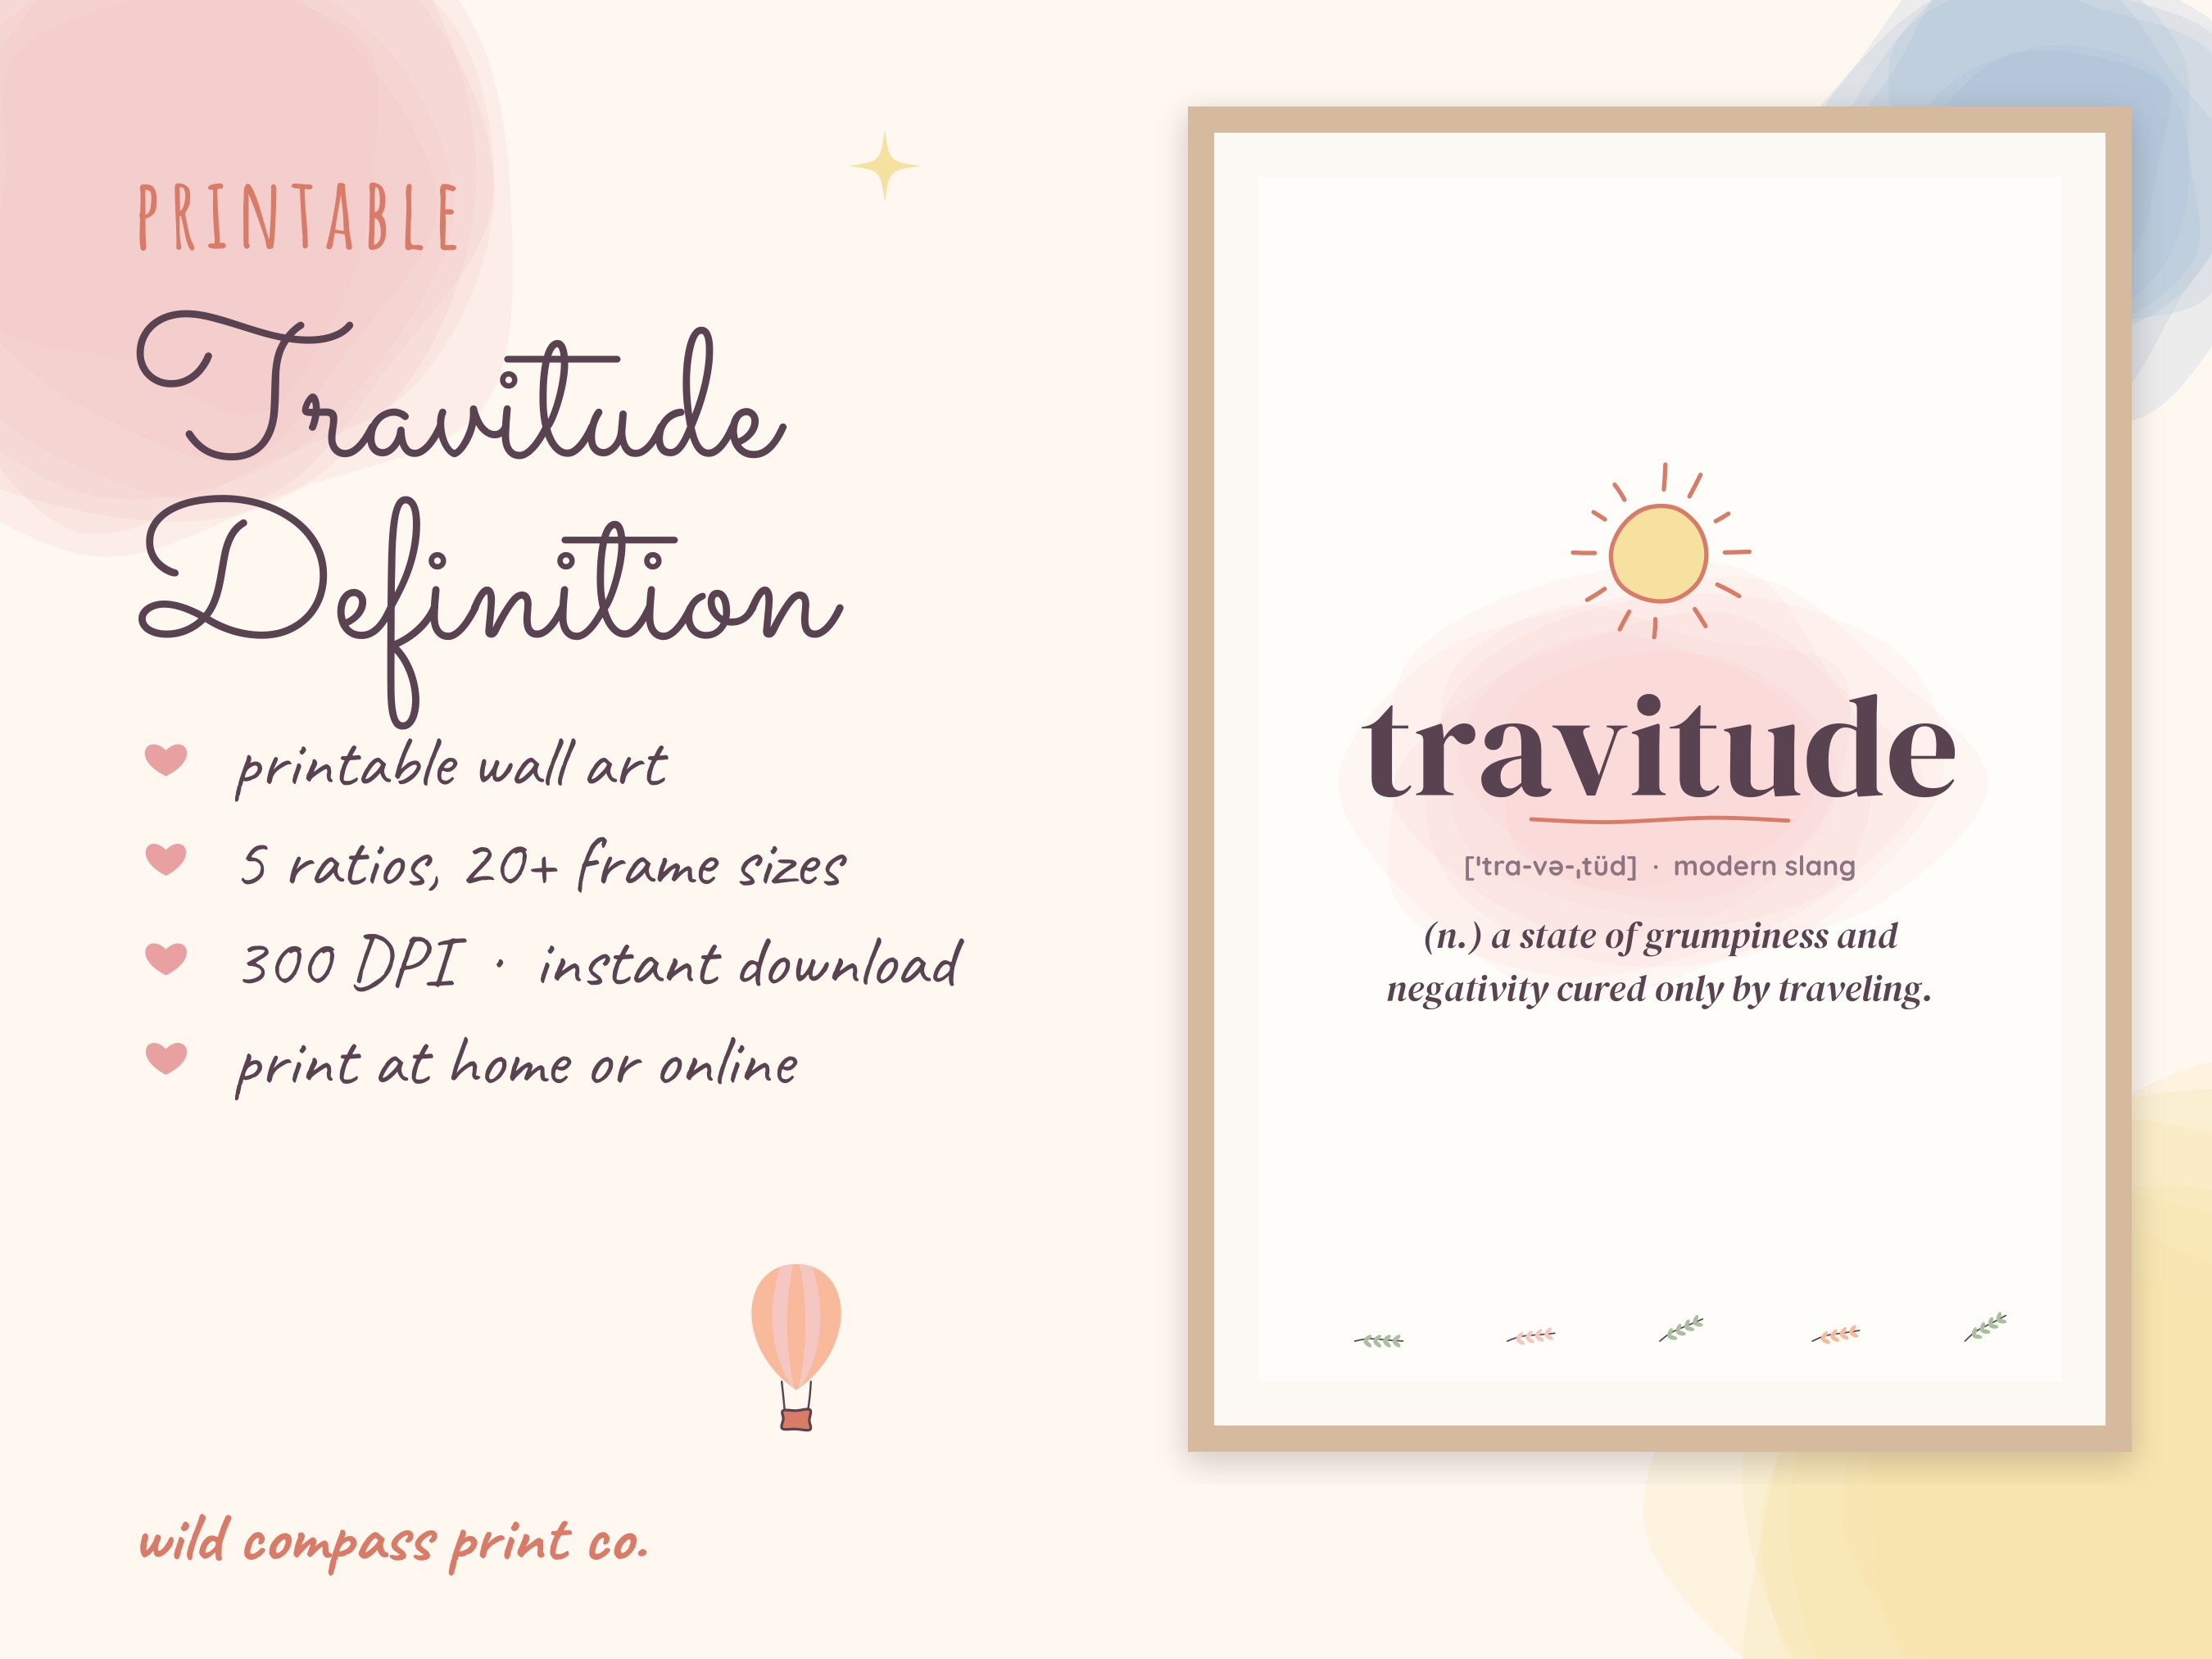 PRINTABLE
Travitude
Definition
printable wall art
5 ratios, 20+ frame sizes
300 DPI · instant download
print at home or online
wild compass print co.
travitude
[ˈtra-və-ˌtüd] · modern slang
(n.) a state of grumpiness and
negativity cured only by traveling.